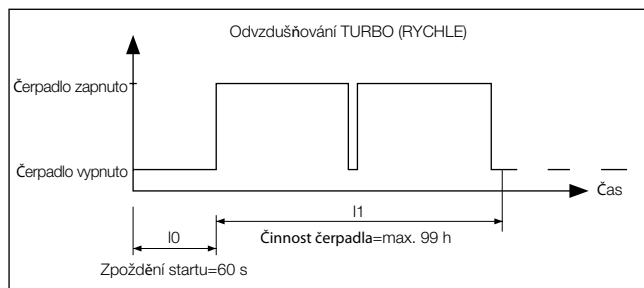 Odvzdušňování TURBO (RYCHLE)
Čerpadlo zapnuto
Čerpadlo vypnuto
Čas
I1
I0
Činnost čerpadla=max. 99 h
Zpoždění startu=60 s